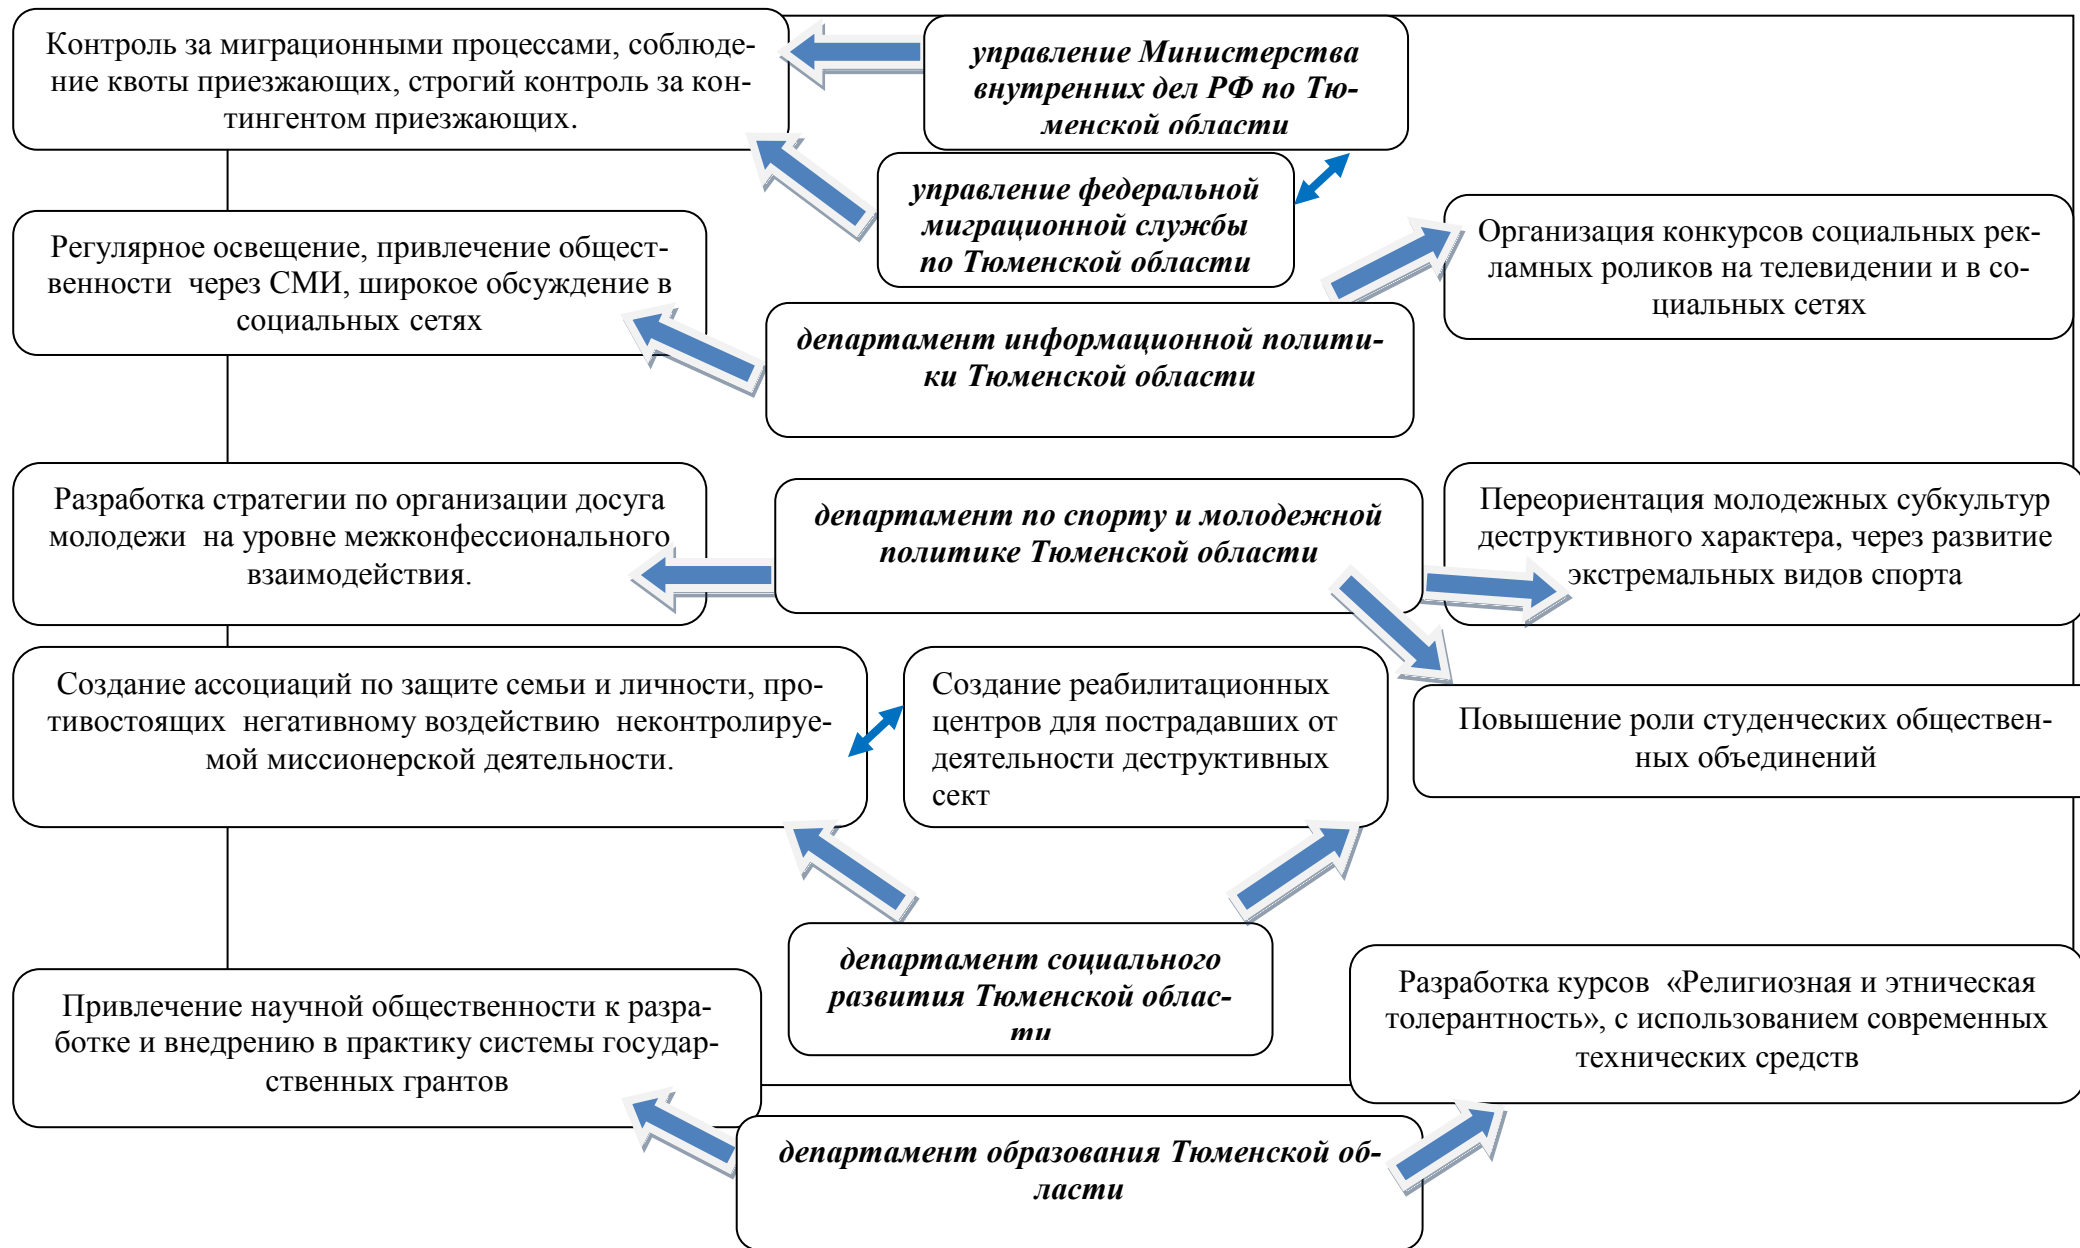 Контроль за миграционными процессами, соблюде-
ние квоты приезжающих, строгий контроль за кон-
тингентом приезжающих.
управление Министерства
внутренних дел РФ по Тю-
менской области
управление федеральной
миграционной службы
по Тюменской области
Регулярное освещение, привлечение общест-
венности через СМИ, широкое обсуждение в
социальных сетях
Организация конкурсов социальных рек-
ламных роликов на телевидении и в со-
циальных сетях
департамент информационной полити-
ки Тюменской области
Разработка стратегии по организации досуга
молодежи на уровне межконфессионального
взаимодействия.
департамент по спорту и молодежной
политике Тюменской области
Переориентация молодежных субкультур
деструктивного характера, через развитие
экстремальных видов спорта
Создание ассоциаций по защите семьи и личности, про-
тивостоящих негативному воздействию неконтролируе-
мой миссионерской деятельности.
Создание реабилитационных
центров для пострадавших от
деятельности деструктивных
сект
Повышение роли студенческих обществен-
ных объединений
департамент социального
развития Тюменской облас-
ти
Привлечение научной общественности к разра-
ботке и внедрению в практику системы государ-
ственных грантов
Разработка курсов «Религиозная и этническая
толерантность», с использованием современных
технических средств
департамент образования Тюменской об-
ласти